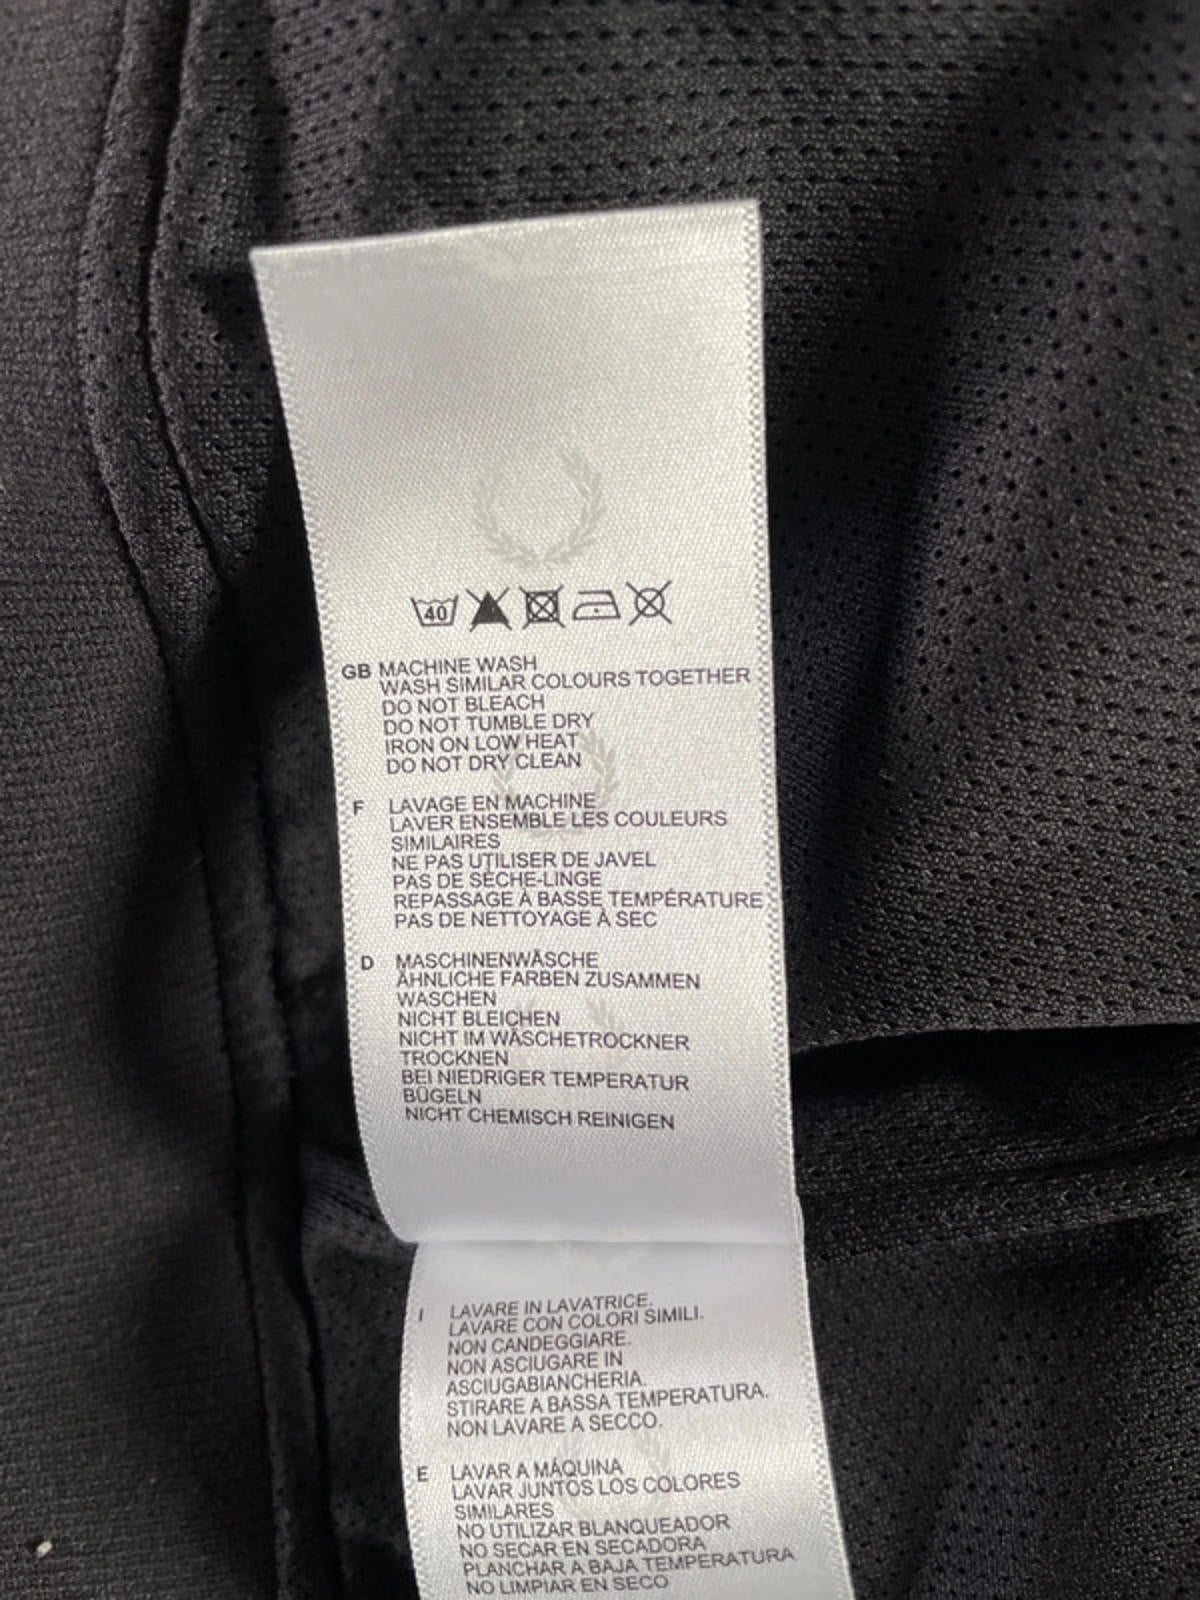 40
GB MACHINE WASH
WASH SIMILAR COLOURS TOGETHER
DO NOT BLEACH
DO NOT TUMBLE DRY
IRON ON LOW HEAT
DO NOT DRY CLEAN
F LAVAGE EN MACHINE
LAVER ENSEMBLE LES COULEURS
SIMILAIRES
NE PAS UTILISER DE JAVEL
PAS DE SÈCHE-LINGE
REPASSAGE À BASSE TEMPÉRATURE
PAS DE NETTOYAGE À SEC
D MASCHINENWÄSCHE
ÄHNLICHE FARBEN ZUSAMMEN
WASCHEN
NICHT BLEICHEN
NICHT IM WÄSCHETROCKNER
TROCKNEN
BEI NIEDRIGER TEMPERATUR
BÜGELN
NICHT CHEMISCH REINIGEN
I LAVARE IN LAVATRICE.
LAVARE CON COLORI SIMILI.
NON CANDEGGIARE.
NON ASCIUGARE IN
ASCIUGABIANCHERIA.
STIRARE A BASSA TEMPERATURA.
NON LAVARE A SECCO.
E LAVAR A MÁQUINA
LAVAR JUNTOS LOS COLORES
SIMILARES
NO UTILIZAR BLANQUEADOR
NO SECAR EN SECADORA
PLANCHAR A BAJA TEMPERATURA
NO LIMPIAR EN SECO